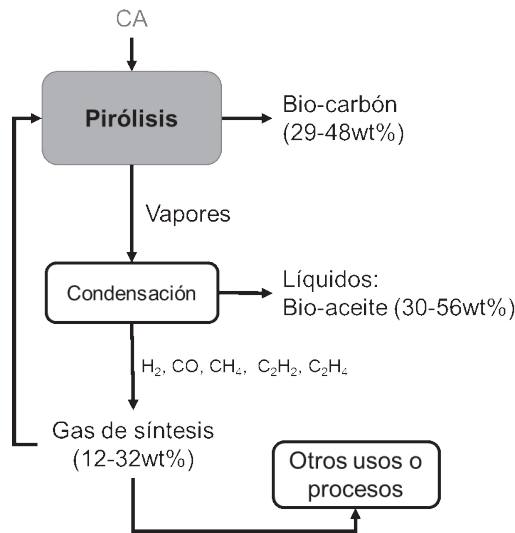 CA
Pirólisis
Bio-carbón
(29-48wt%)
Vapores
Condensación
Líquidos:
Bio-aceite (30-56wt%)
H₂, CO, CH₄, C₂H₂, C₂H₄
Gas de síntesis
(12-32wt%)
Otros usos o
procesos